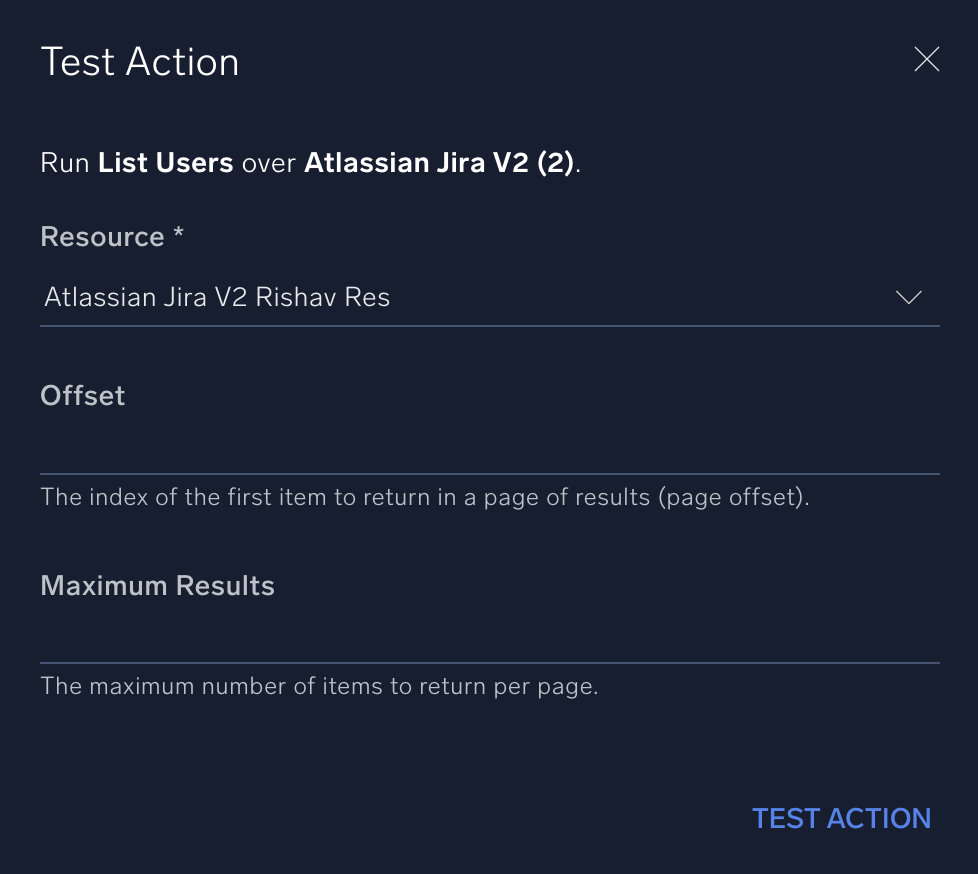 Test Action
Run List Users over Atlassian Jira V2 (2).
Resource *
Atlassian Jira V2 Rishav Res
Offset
The index of the first item to return in a page of results (page offset).
Maximum Results
The maximum number of items to return per page.
TEST ACTION